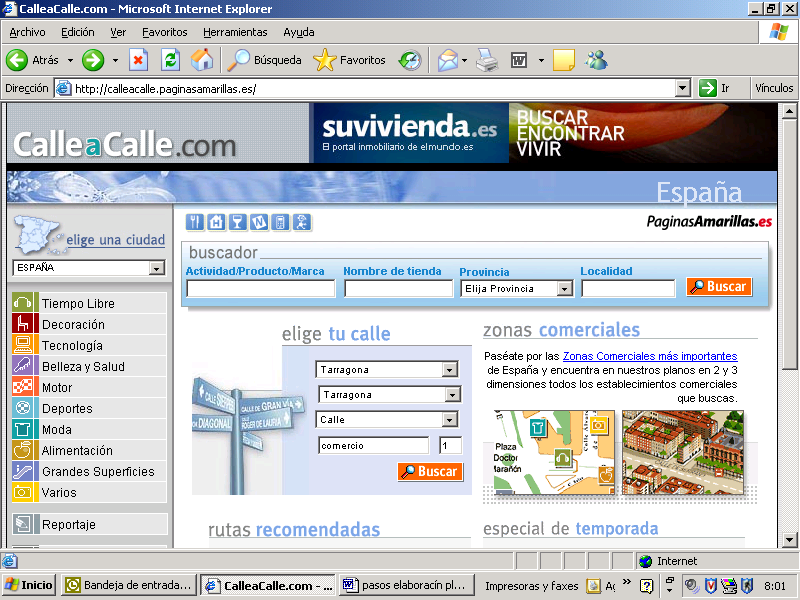 CalleaCalle.com - Microsoft Internet Explorer
Archivo Edición Ver Favoritos Herramientas Ayuda
Atrás Búsqueda Favoritos
Dirección http://calleacalle.paginasamarillas.es/ Ir Vínculos
CalleaCalle.com
suvivienda.es
El portal inmobiliario de elmundo.es
BUSCAR
ENCONTRAR
VIVIR
España
PaginasAmarillas.es
elige una ciudad
ESPAÑA
Tiempo Libre
Decoración
Tecnología
Belleza y Salud
Motor
Deportes
Moda
Alimentación
Grandes Superficies
Varios
Reportaje
buscador
Actividad/Producto/Marca Nombre de tienda Provincia Localidad
Elija Provincia Buscar
elige tu calle
Tarragona
Tarragona
Calle
comercio 1
Buscar
CALLE SIERPES
CALLE DE GRAN VIA
DIAGONAL
ROGER DE LAURIA
zonas comerciales
Paséate por las Zonas Comerciales más importantes
de España y encuentra en nuestros planos en 2 y 3
dimensiones todos los establecimientos comerciales
que buscas.
Plaza
Doctor
Marañón
rutas recomendadas
especial de temporada
Internet
Inicio Bandeja de entrada... CalleaCalle.com - ... pasos elaboracín pl... Impresoras y faxes » 8:01